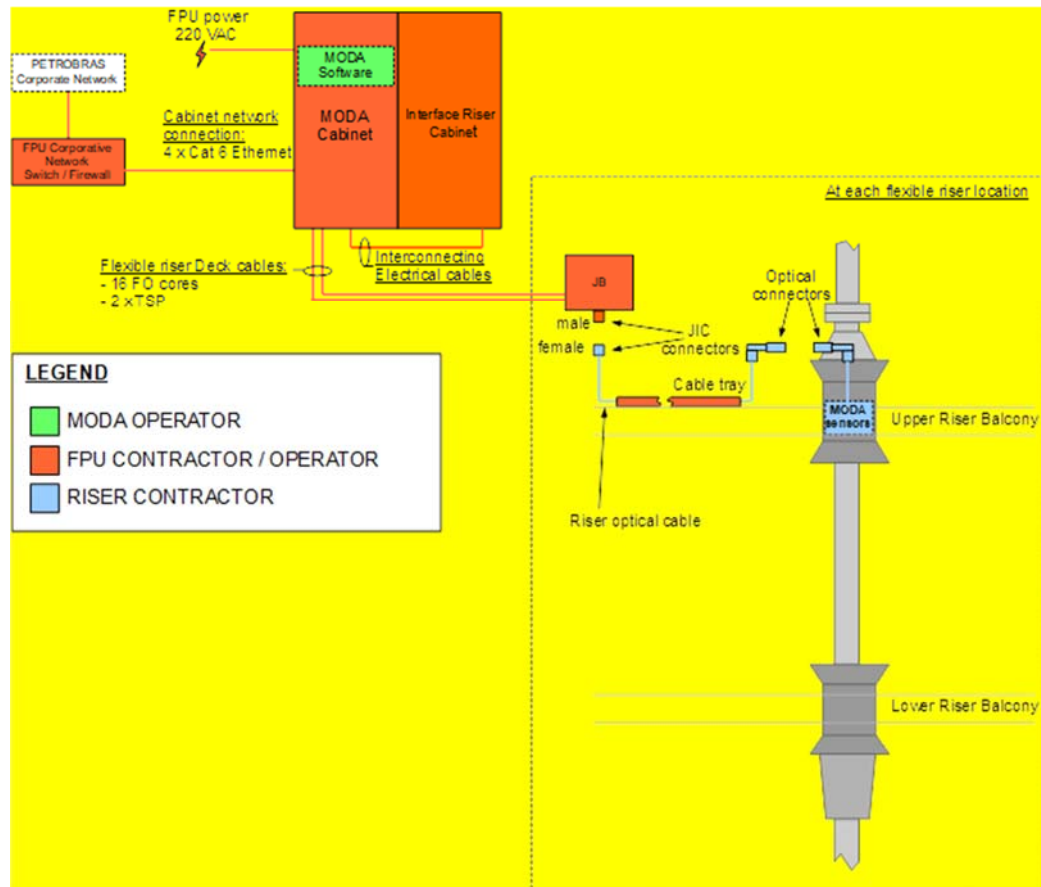 FPU power
220 VAC
PETROBRAS
Corporate Network
MODA
Software
MODA
Cabinet
Interface Riser
Cabinet
Cabinet network
connection:
4 x Cat 6 Ethernet
FPU Corporative
Network
Switch / Firewall
At each flexible riser location
Interconnecting
Electrical cables
Flexible riser Deck cables:
- 16 FO cores
- 2 xTSP
JB
Optical
connectors
male
female
JIC
connectors
Cable tray
MODA
sensors
Upper Riser Balcony
Riser optical cable
LEGEND
MODA OPERATOR
FPU CONTRACTOR / OPERATOR
RISER CONTRACTOR
Lower Riser Balcony